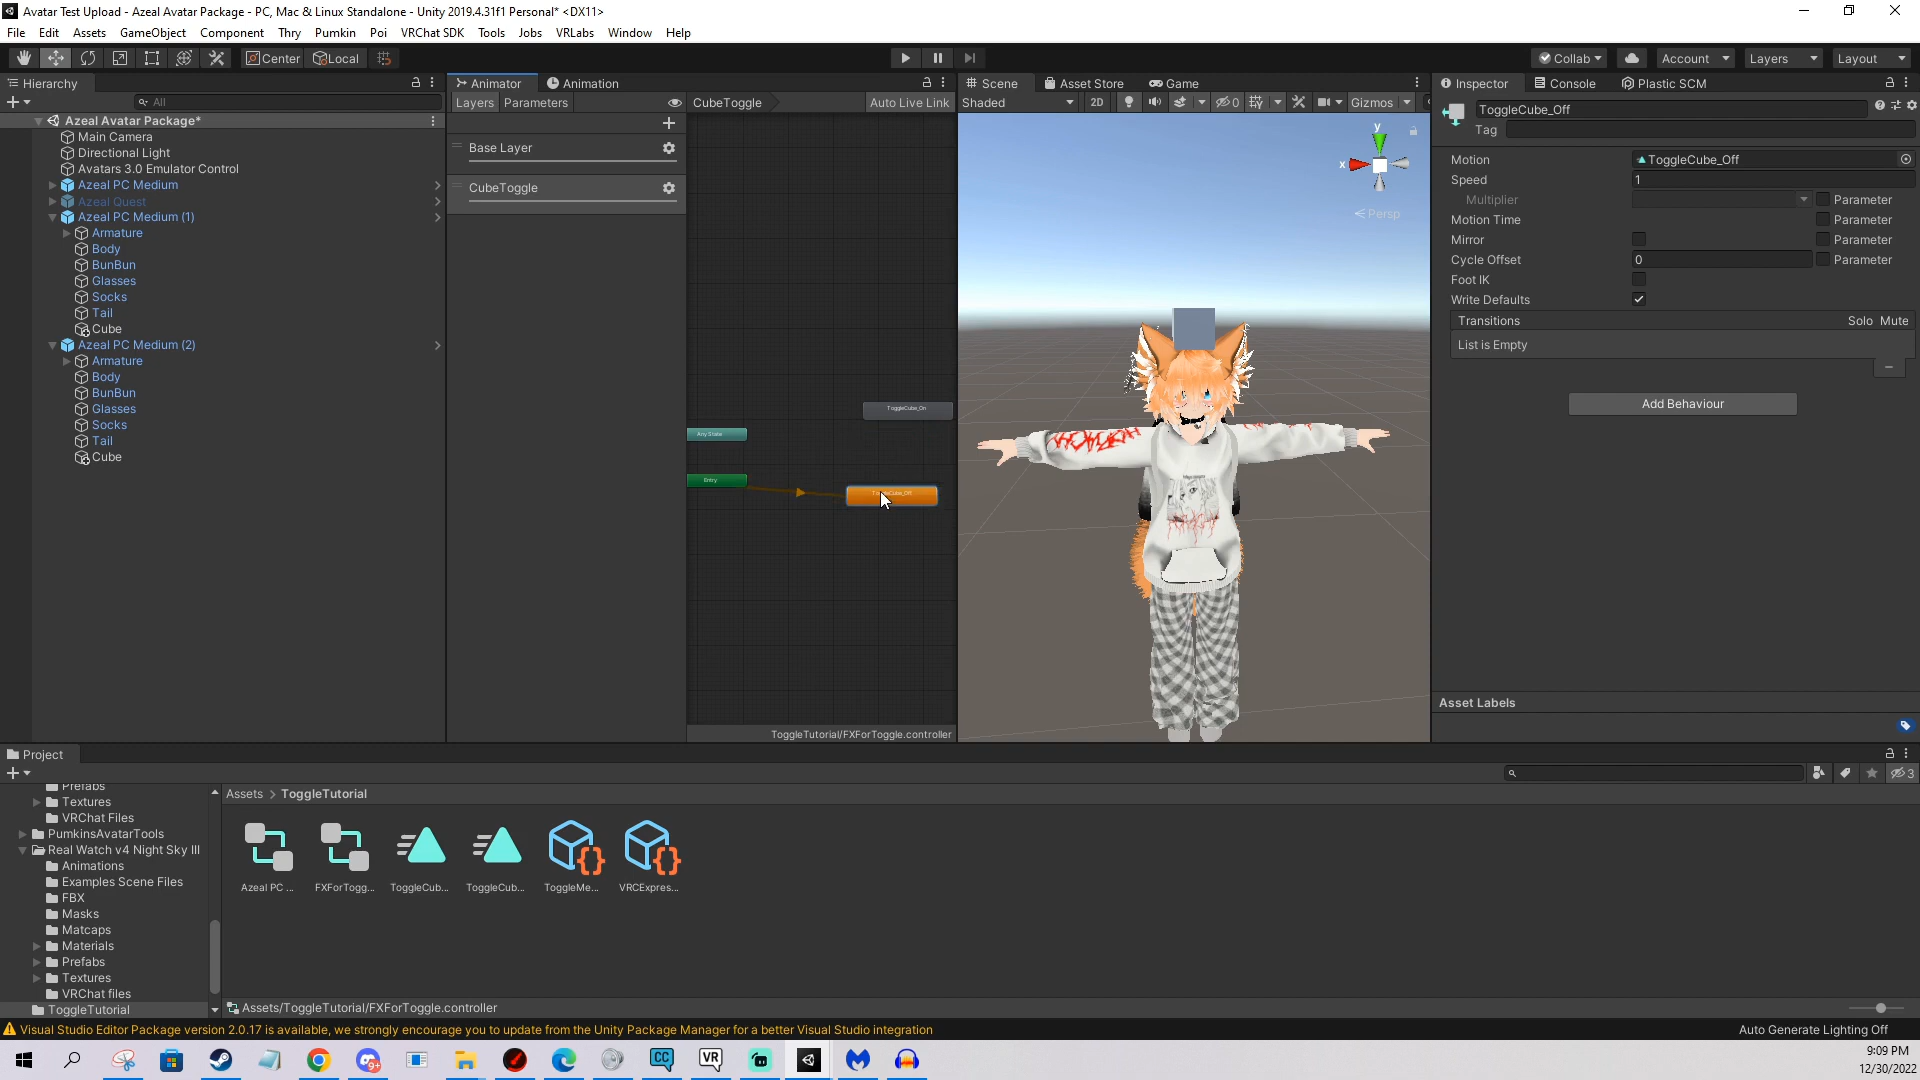 Avatar Test Upload - Azeal Avatar Package - PC, Mac & Linux Standalone - Unity 2019.4.31f1 Personal* <DX11>
File Edit Assets GameObject Component Thry Pumkin Poi VRChat SDK Tools Jobs VRLabs Window Help
Center Local Collab Account Layers Layout
Hierarchy
All
Azeal Avatar Package*
Main Camera
Directional Light
Avatars 3.0 Emulator Control
Azeal PC Medium
Azeal Quest
Azeal PC Medium (1)
Armature
Body
BunBun
Glasses
Socks
Tail
Cube
Azeal PC Medium (2)
Armature
Body
BunBun
Glasses
Socks
Tail
Cube
Animator Animation
Layers Parameters CubeToggle Auto Live Link
Base Layer
CubeToggle
ToggleCube_On
Any State
Entry
ToggleTutorial/FXForToggle.controller
Scene Asset Store Game
Shaded 2D 0 Gizmos
y
x
Persp
Inspector Console Plastic SCM
ToggleCube_Off
Tag
Motion ToggleCube_Off
Speed 1
Multiplier Parameter
Motion Time Parameter
Mirror Parameter
Cycle Offset 0 Parameter
Foot IK
Write Defaults
Transitions Solo Mute
List is Empty
Add Behaviour
Asset Labels
Project
3
Prefabs
Textures
VRChat Files
PumkinsAvatarTools
Real Watch v4 Night Sky III
Animations
Examples Scene Files
FBX
Masks
Matcaps
Materials
Prefabs
Textures
VRChat files
ToggleTutorial
Assets > ToggleTutorial
Azeal PC ... FXForTogg... ToggleCub... ToggleCub... ToggleMe... VRCExpres...
Assets/ToggleTutorial/FXForToggle.controller
Visual Studio Editor Package version 2.0.17 is available, we strongly encourage you to update from the Unity Package Manager for a better Visual Studio integration
Auto Generate Lighting Off
CC VR
9:09 PM
12/30/2022